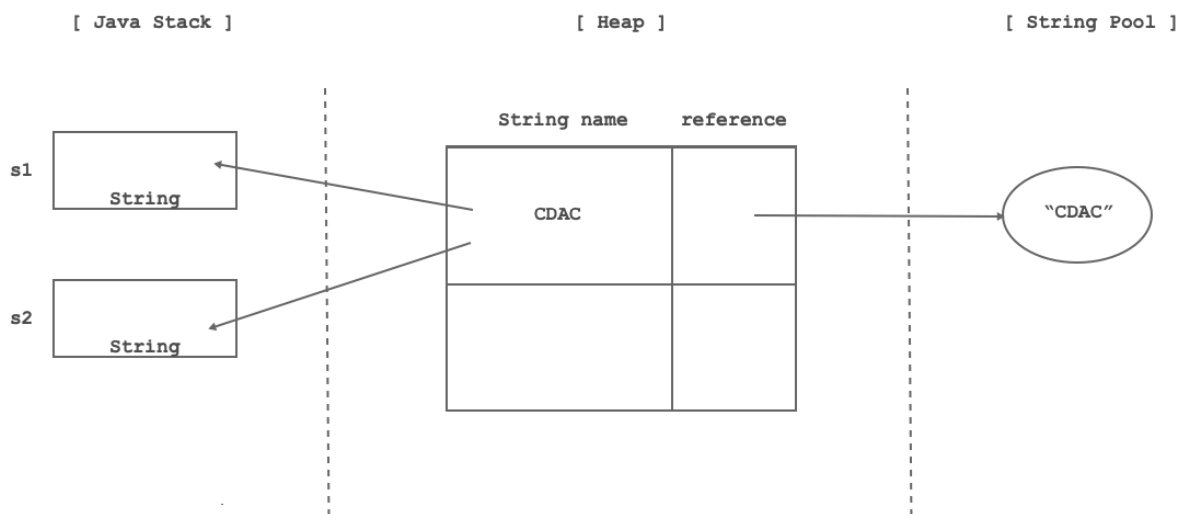 [ Java Stack ] [ Heap ] [ String Pool ]
String name reference
s1
String
CDAC
“CDAC”
s2
String